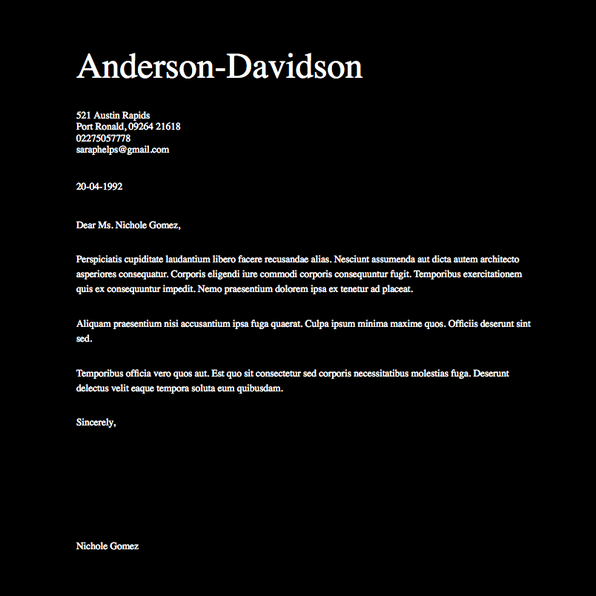 Anderson-Davidson
521 Austin Rapids
Port Ronald, 09264 21618
02275057778
saraphelps@gmail.com
20-04-1992
Dear Ms. Nichole Gomez,
Perspiciatis cupiditate laudantium libero facere recusandae alias. Nesciunt assumenda aut dicta autem architecto
asperiores consequatur. Corporis eligendi iure commodi corporis consequuntur fugit. Temporibus exercitationem
quis ex consequuntur impedit. Nemo praesentium dolorem ipsa ex tenetur ad placeat.
Aliquam praesentium nisi accusantium ipsa fuga quaerat. Culpa ipsum minima maxime quos. Officiis deserunt sint
sed.
Temporibus officia vero quos aut. Est quo sit consectetur sed corporis necessitatibus molestias fuga. Deserunt
delectus velit eaque tempora soluta eum quibusdam.
Sincerely,
Nichole Gomez